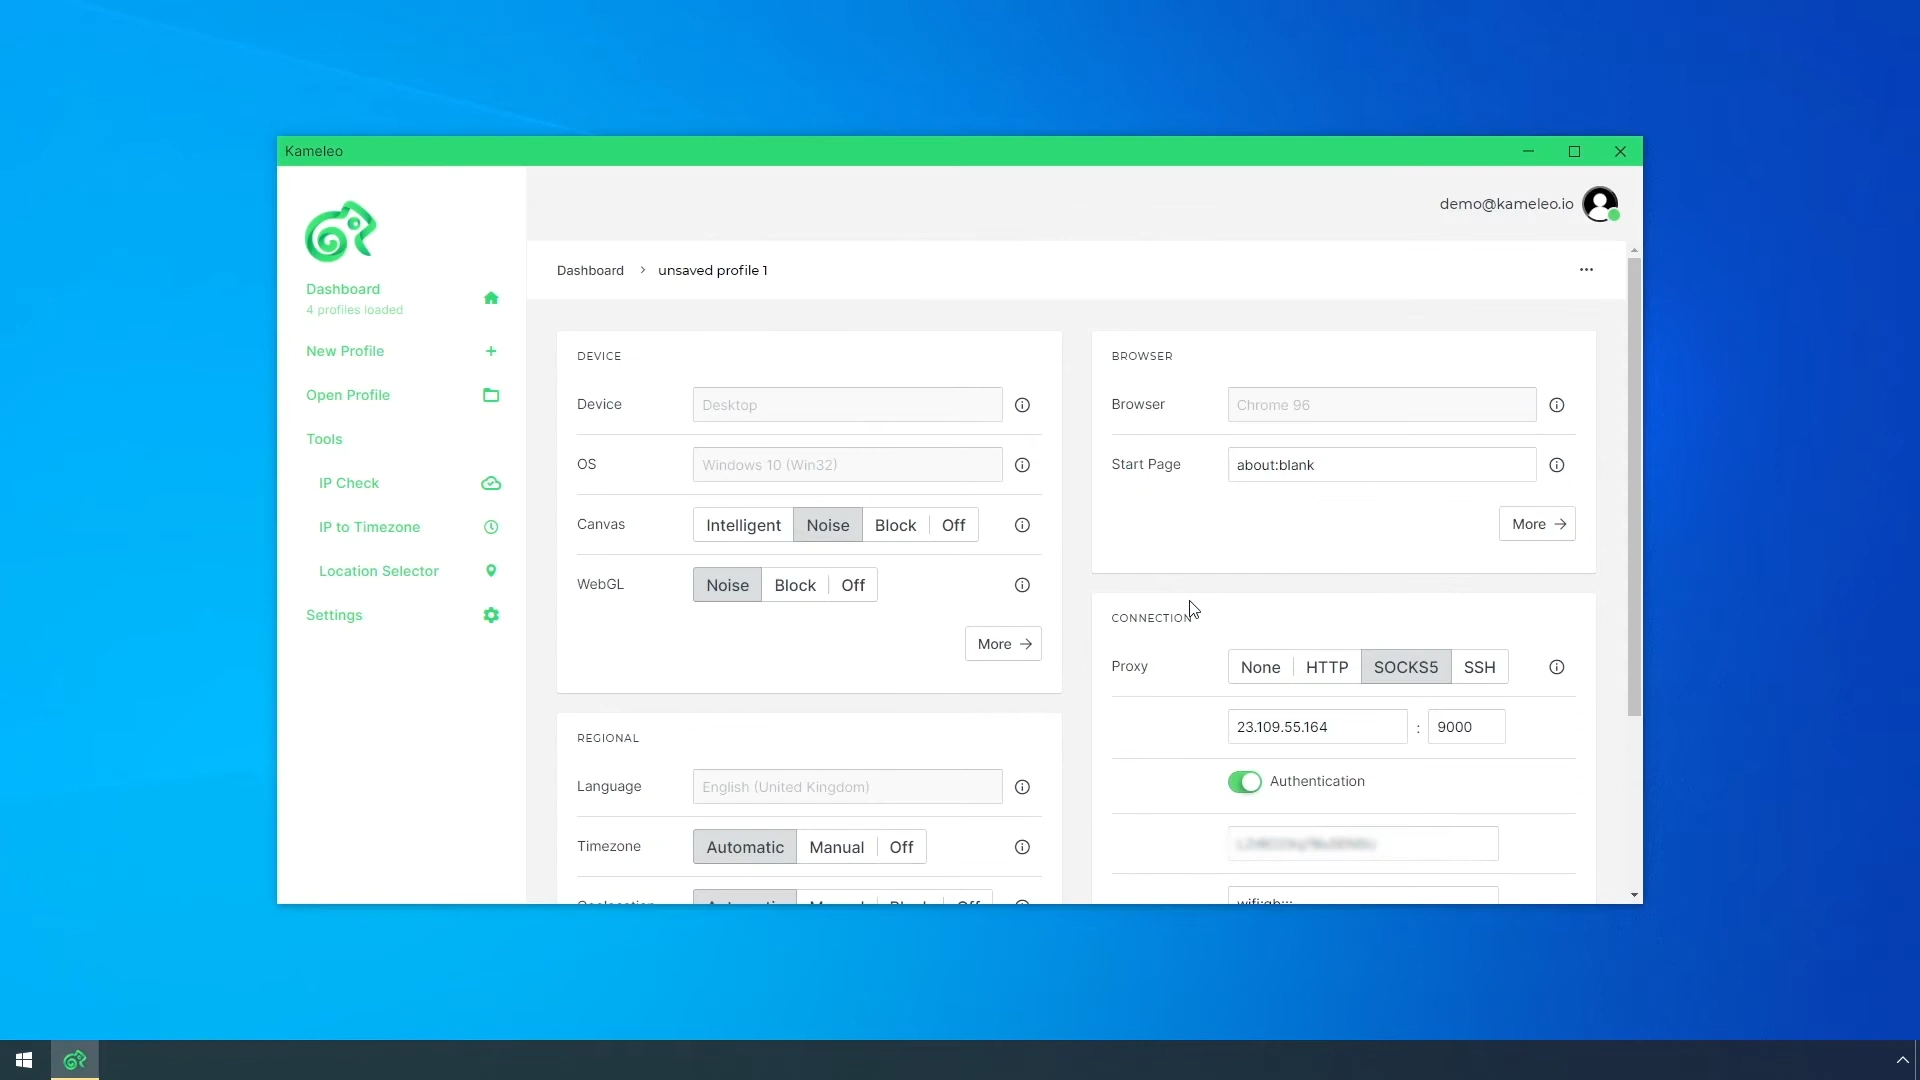 Kameleo
demo@kameleo.io
Dashboard
4 profiles loaded
New Profile
Open Profile
Tools
IP Check
IP to Timezone
Location Selector
Settings
Dashboard > unsaved profile 1
DEVICE
Device Desktop
OS Windows 10 (Win32)
Canvas Intelligent Noise Block Off
WebGL Noise Block Off
More
REGIONAL
Language English (United Kingdom)
Timezone Automatic Manual Off
BROWSER
Browser Chrome 96
Start Page about:blank
More
CONNECTION
Proxy None HTTP SOCKS5 SSH
23.109.55.164 : 9000
Authentication